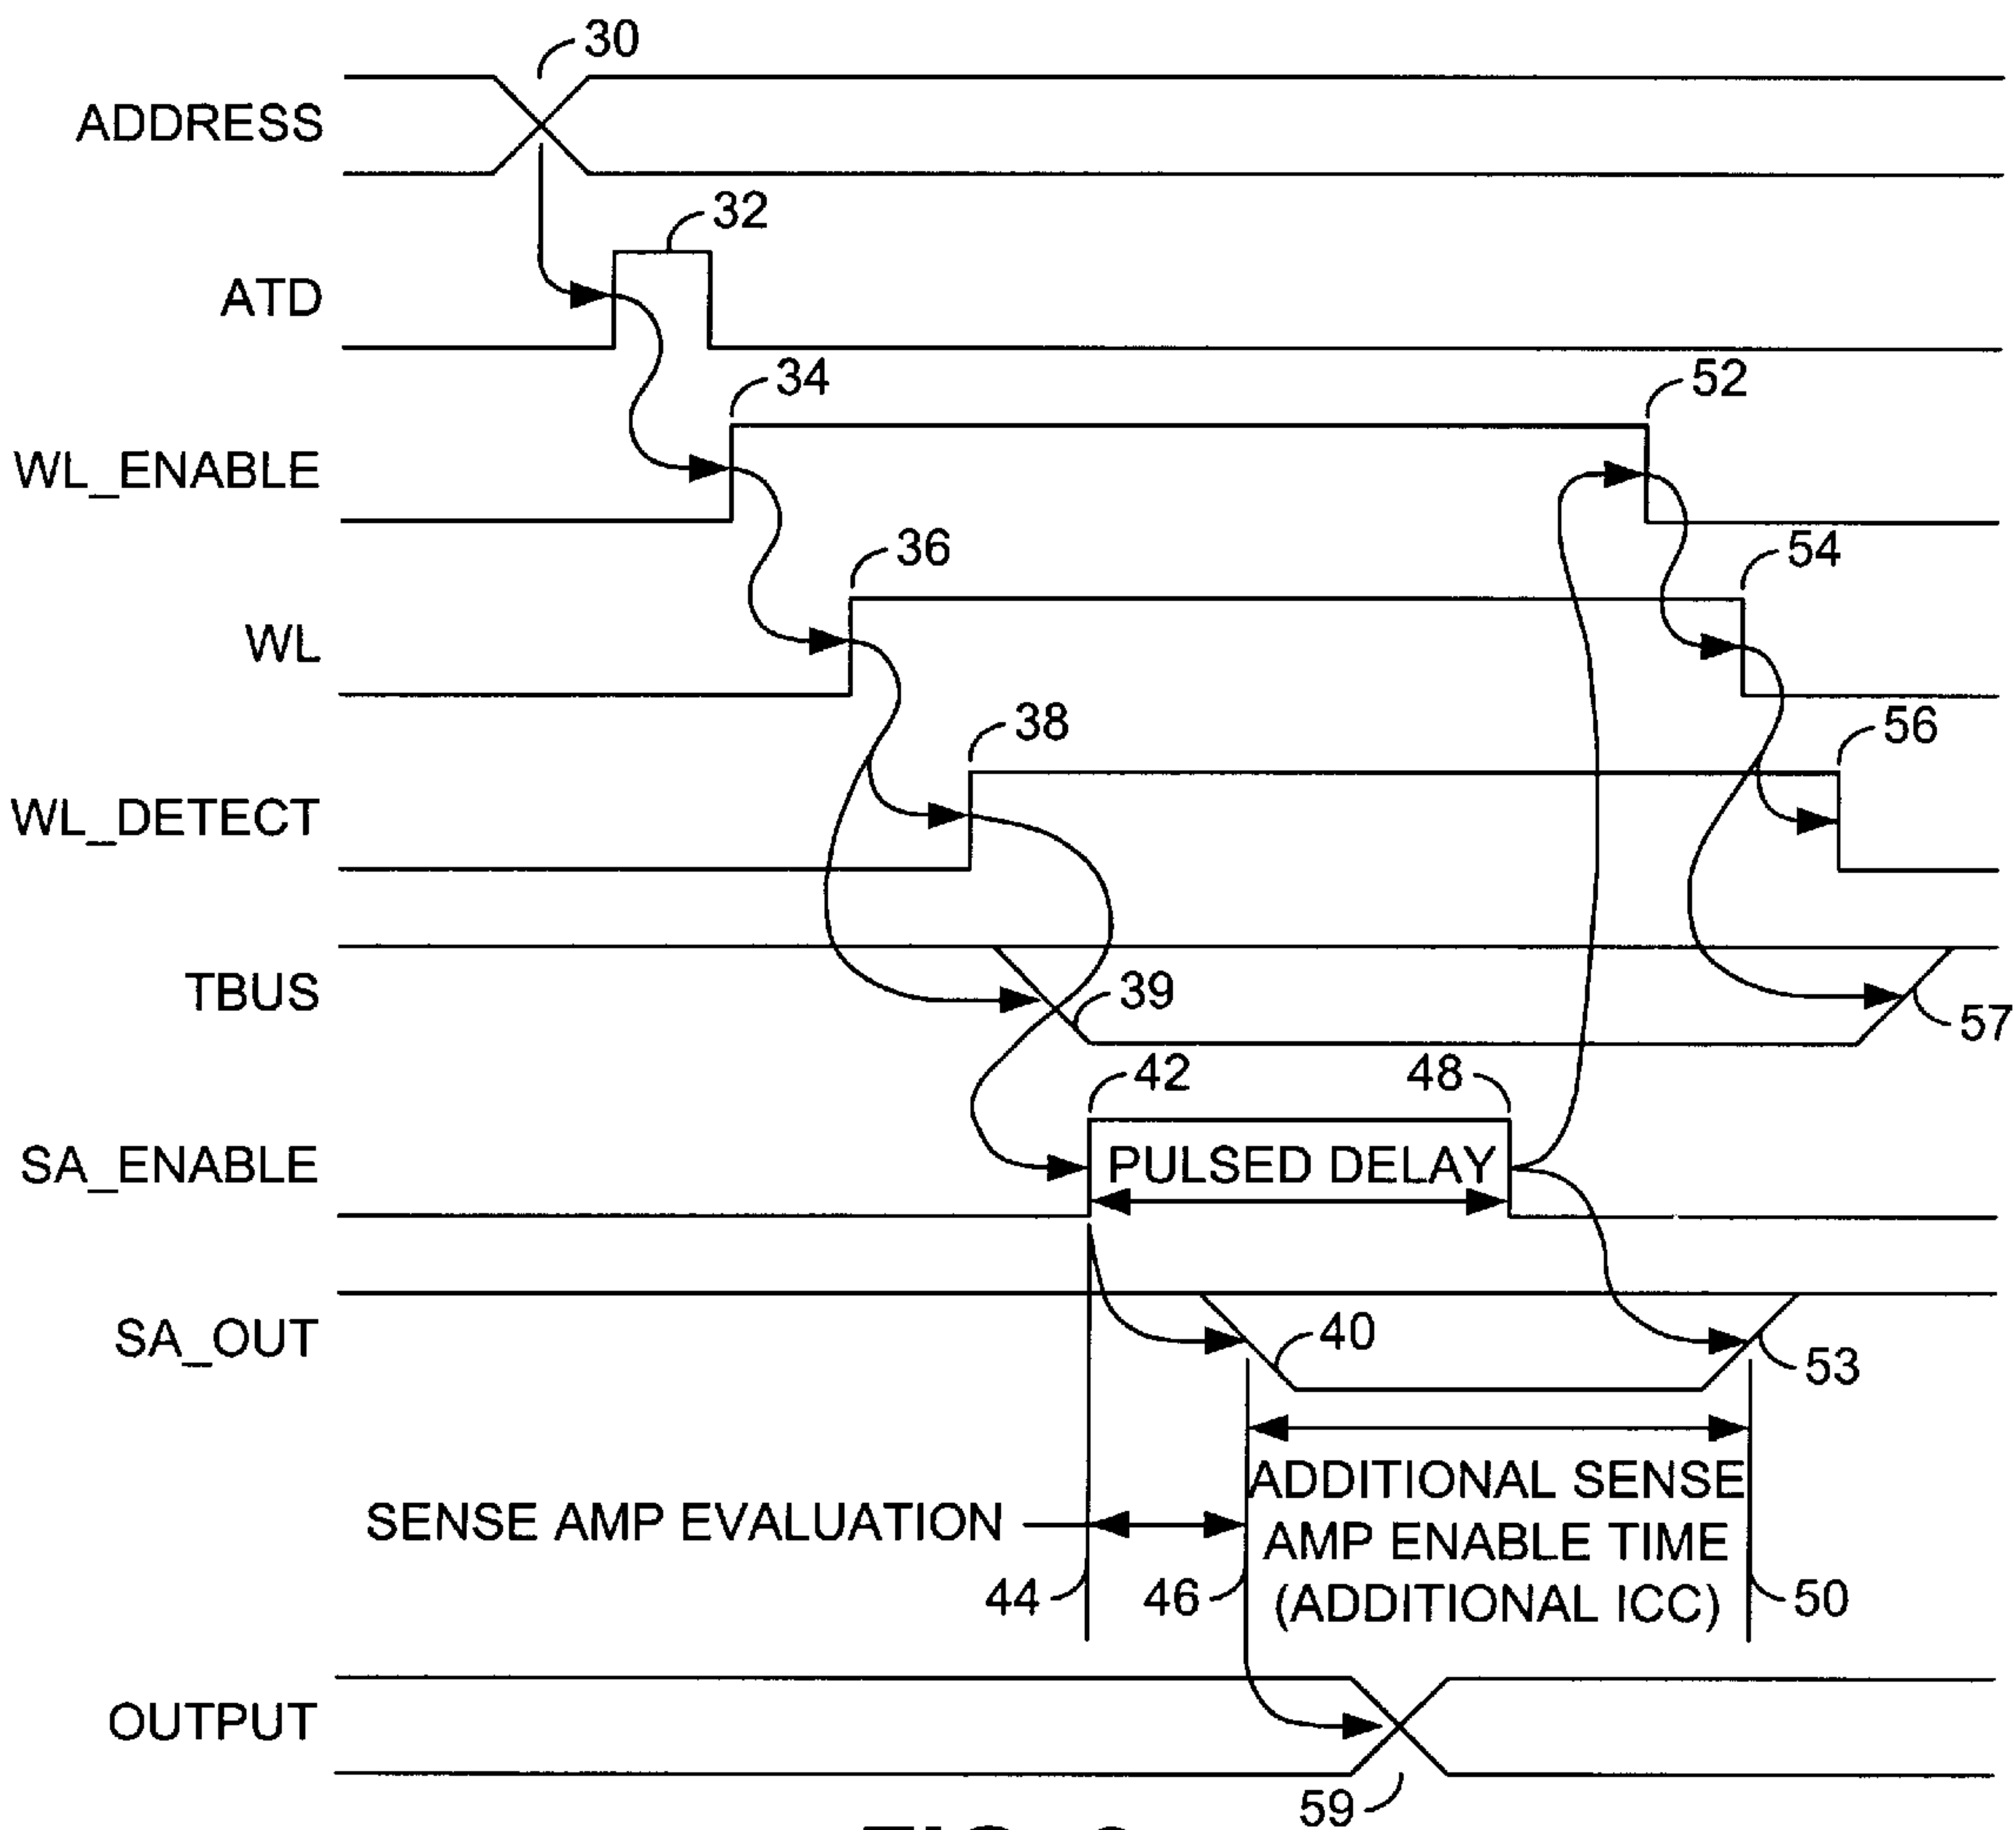 30
ADDRESS
32
ATD
34
52
WL_ENABLE
36
54
WL
38
56
WL_DETECT
TBUS
39
57
42
48
SA_ENABLE
PULSED DELAY
SA_OUT
40
53
SENSE AMP EVALUATION
ADDITIONAL SENSE
AMP ENABLE TIME
(ADDITIONAL ICC)
44
46
50
OUTPUT
59